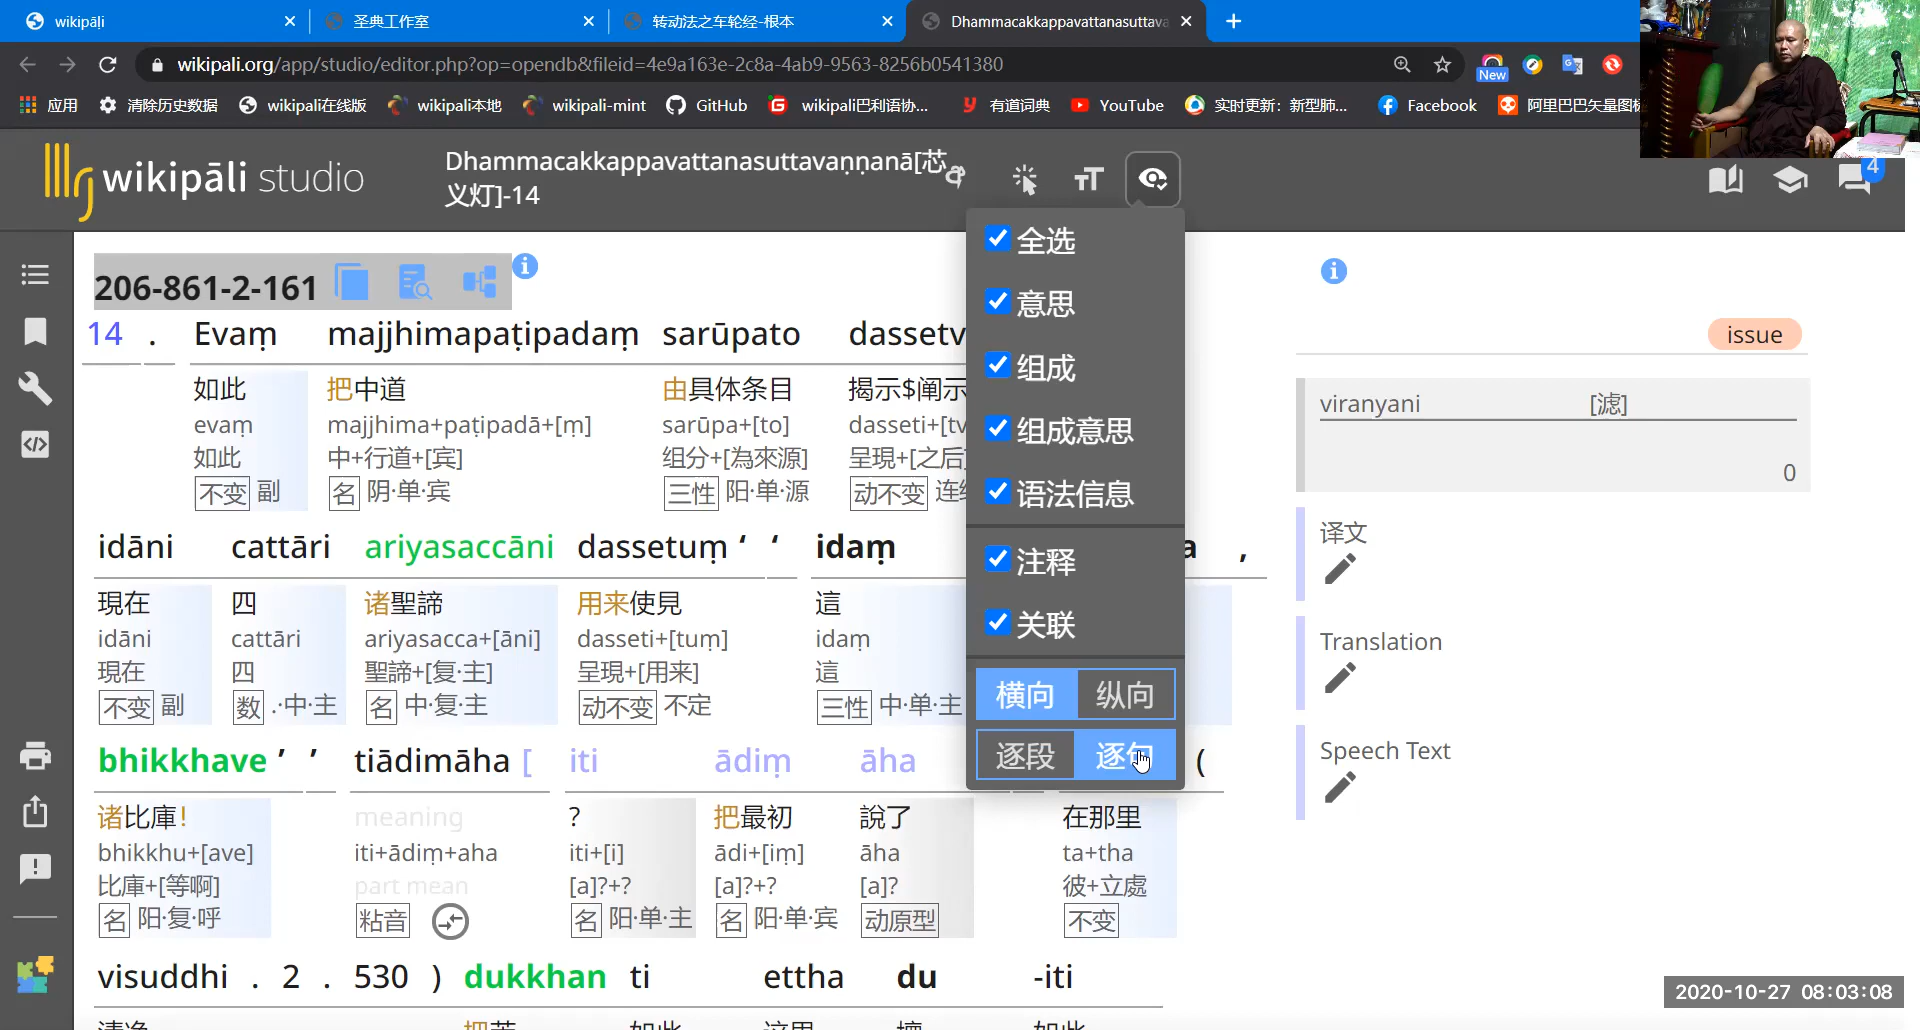 wikipāli
圣典工作室
转动法之车轮经-根本
Dhammacakkappavattanasuttava
wikipali.org/app/studio/editor.php?op=opendb&fileid=4e9a163e-2c8a-4ab9-9563-8256b0541380
New
应用 清除历史数据 wikipali在线版 wikipali本地 wikipali-mint GitHub wikipali巴利语协... 有道词典 YouTube 实时更新：新型肺... Facebook 阿里巴巴矢量图标
wikipāli studio
Dhammacakkappavattanasuttavaṇṇanā[芯
义灯]-14
4
全选
意思
组成
组成意思
语法信息
注释
关联
横向 纵向
逐段 逐句
206-861-2-161
14 . Evaṃ majjhimapaṭipadaṃ sarūpato dassetv
如此 把中道 由具体条目 揭示$阐示
evaṃ majjhima+paṭipadā+[ṃ] sarūpa+[to] dasseti+[tv
如此 中+行道+[宾] 组分+[為來源] 呈現+[之后]
不变 副 名 阴·单·宾 三性 阳·单·源 动不变 连续
idāni cattāri ariyasaccāni dassetuṃ ‘ ‘ idaṃ a ,
現在 四 诸聖諦 用来使見 這
idāni cattāri ariyasacca+[āni] dasseti+[tuṃ] idaṃ
現在 四 聖諦+[复·主] 呈現+[用来] 這
不变 副 数 .·中·主 名 中·复·主 动不变 不定 三性 中·单·主
bhikkhave ’ ’ tiādimāha [ iti ādiṃ āha (
诸比庫! meaning ? 把最初 說了 在那里
bhikkhu+[ave] iti+ādiṃ+aha iti+[i] ādi+[iṃ] āha ta+tha
比庫+[等啊] part mean [a]?+? [a]?+? [a]? 彼+立處
名 阳·复·呼 粘音 名 阳·单·主 名 阳·单·宾 动原型 不变
visuddhi . 2 . 530 ) dukkhan ti ettha du -iti
清净 把苦 如此 这里 壞 如此
issue
viranyani [滤]
0
译文
Translation
Speech Text
2020-10-27 08:03:08